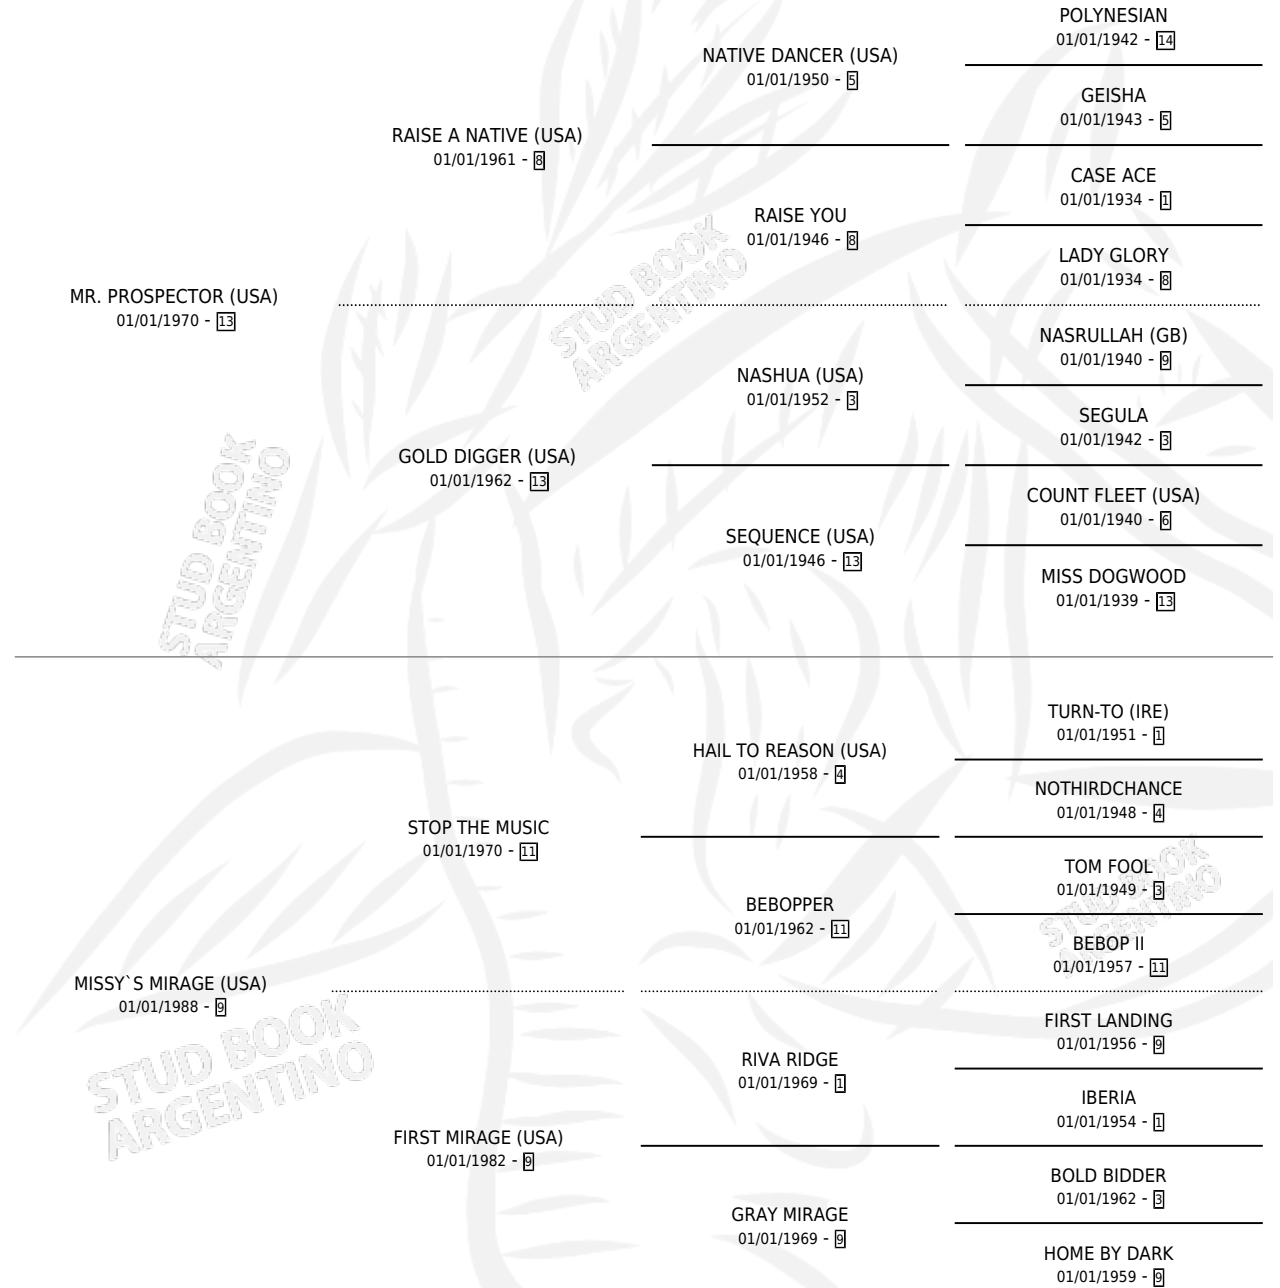 POLYNESIAN
01/01/1942 - 14
NATIVE DANCER (USA)
01/01/1950 - 5
GEISHA
01/01/1943 - 5
RAISE A NATIVE (USA)
01/01/1961 - 8
CASE ACE
01/01/1934 - 1
RAISE YOU
01/01/1946 - 8
LADY GLORY
01/01/1934 - 8
MR. PROSPECTOR (USA)
01/01/1970 - 13
NASRULLAH (GB)
01/01/1940 - 9
NASHUA (USA)
01/01/1952 - 3
SEGULA
01/01/1942 - 3
GOLD DIGGER (USA)
01/01/1962 - 13
COUNT FLEET (USA)
01/01/1940 - 6
SEQUENCE (USA)
01/01/1946 - 13
MISS DOGWOOD
01/01/1939 - 13
STUD BOOK
ARGENTINO
STUD BOOK
ARGENTINO
TURN-TO (IRE)
01/01/1951 - 1
HAIL TO REASON (USA)
01/01/1958 - 4
NOTHIRDCHANCE
01/01/1948 - 4
STOP THE MUSIC
01/01/1970 - 11
TOM FOOL
01/01/1949 - 3
BEBOPPER
01/01/1962 - 11
BEBOP II
01/01/1957 - 11
STUD BOOK
ARGENTINO
MISSY`S MIRAGE (USA)
01/01/1988 - 9
FIRST LANDING
01/01/1956 - 9
RIVA RIDGE
01/01/1969 - 1
IBERIA
01/01/1954 - 1
STUD BOOK
ARGENTINO
FIRST MIRAGE (USA)
01/01/1982 - 9
BOLD BIDDER
01/01/1962 - 3
GRAY MIRAGE
01/01/1969 - 9
HOME BY DARK
01/01/1959 - 9